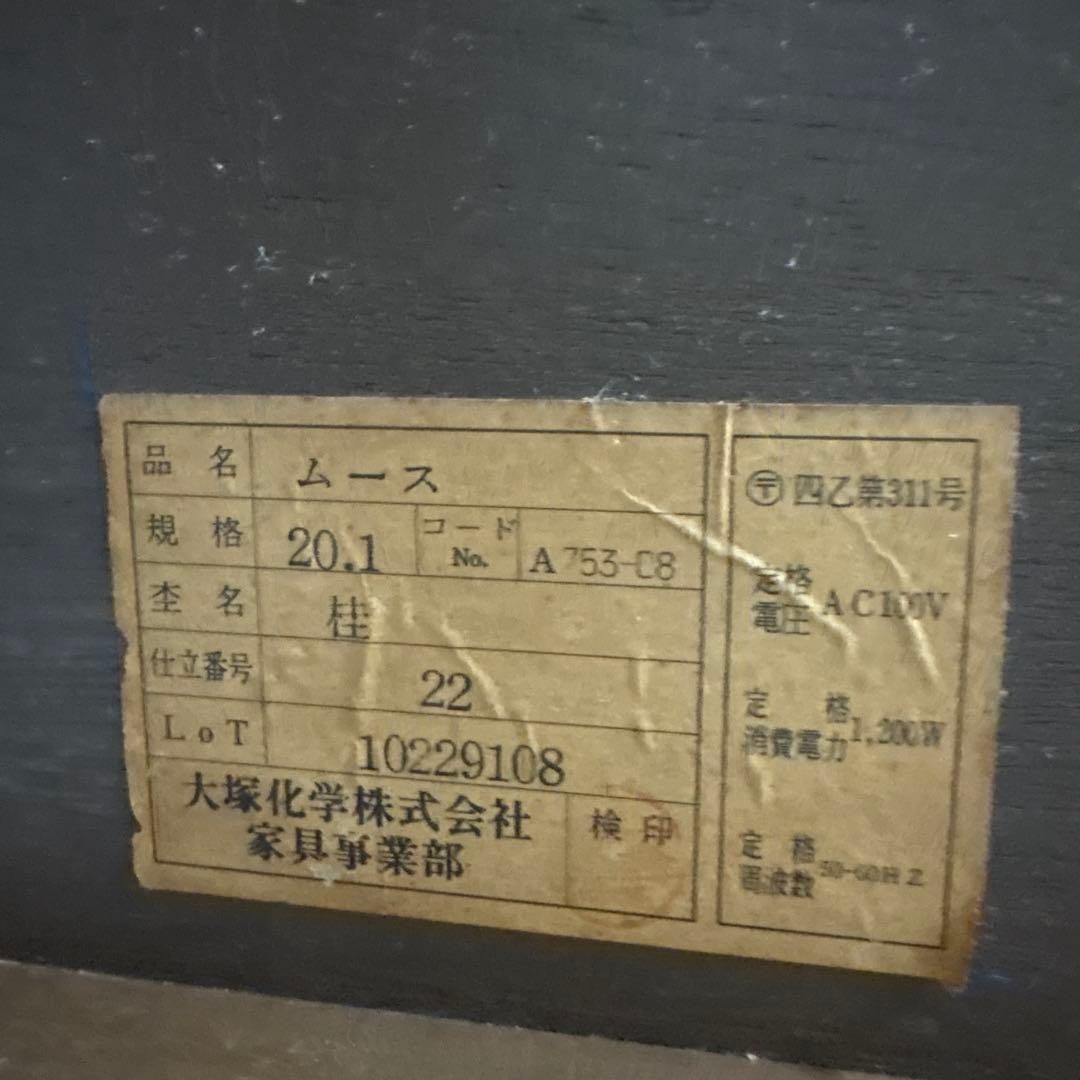 品名 ムース
規格 20.1 コードNo. A 753-C8
杢名 桂
仕立番号 22
LoT 10229108
大塚化学株式会社
家具事業部
検印
〒 四乙第311号
定格
電圧 AC100V
定格
消費電力 1,200W
定格
周波数 50-60HZ